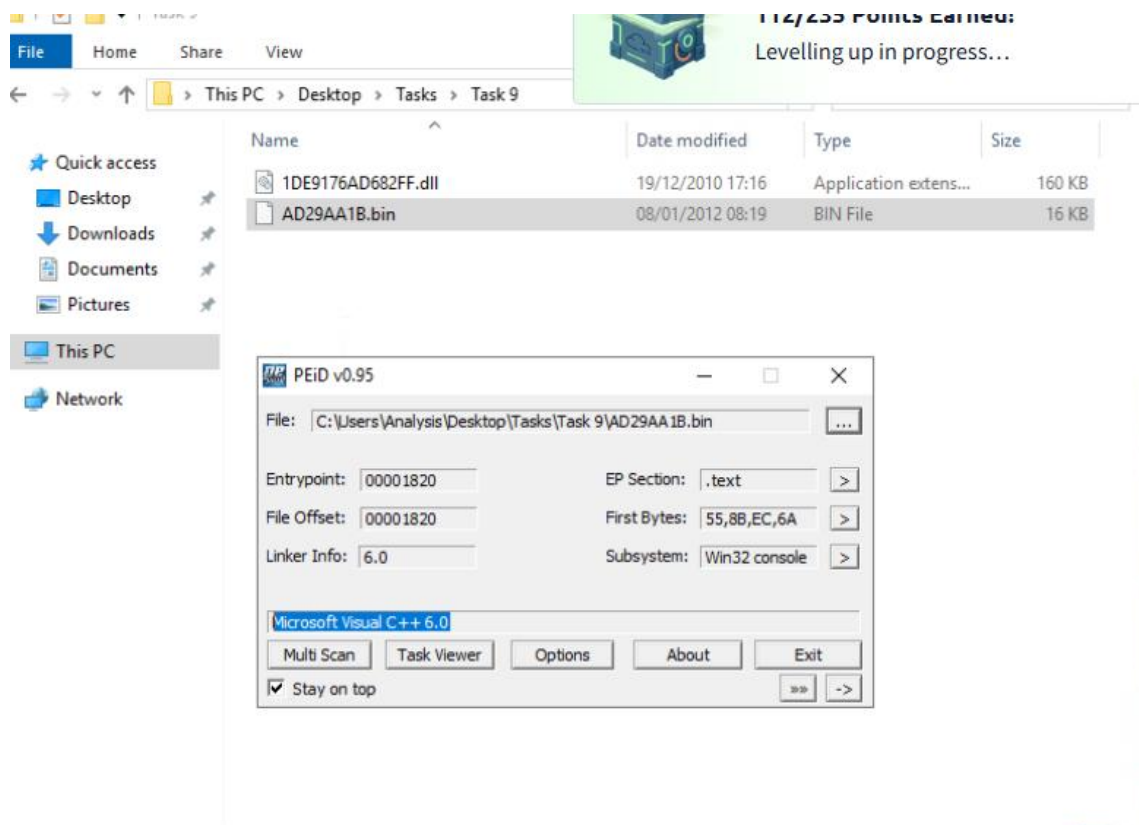 Task 9
112/235 Points Earned!
Levelling up in progress...
File Home Share View
This PC > Desktop > Tasks > Task 9
Name Date modified Type Size
Quick access
1DE9176AD682FF.dll 19/12/2010 17:16 Application extens... 160 KB
Desktop
AD29AA1B.bin 08/01/2012 08:19 BIN File 16 KB
Downloads
Documents
Pictures
This PC
Network
PEiD v0.95
File: C:\Users\Analysis\Desktop\Tasks\Task 9\AD29AA1B.bin ...
Entrypoint: 00001820 EP Section: .text >
File Offset: 00001820 First Bytes: 55,8B,EC,6A >
Linker Info: 6.0 Subsystem: Win32 console >
Microsoft Visual C++ 6.0
Multi Scan Task Viewer Options About Exit
Stay on top »» ->